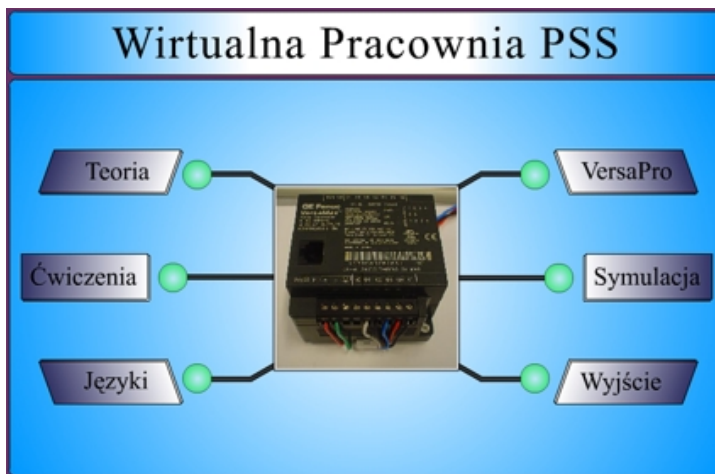 Wirtualna Pracownia PSS
Teoria
VersaPro
GE Fanuc
VersaMax
Ćwiczenia
Symulacja
Języki
Wyjście